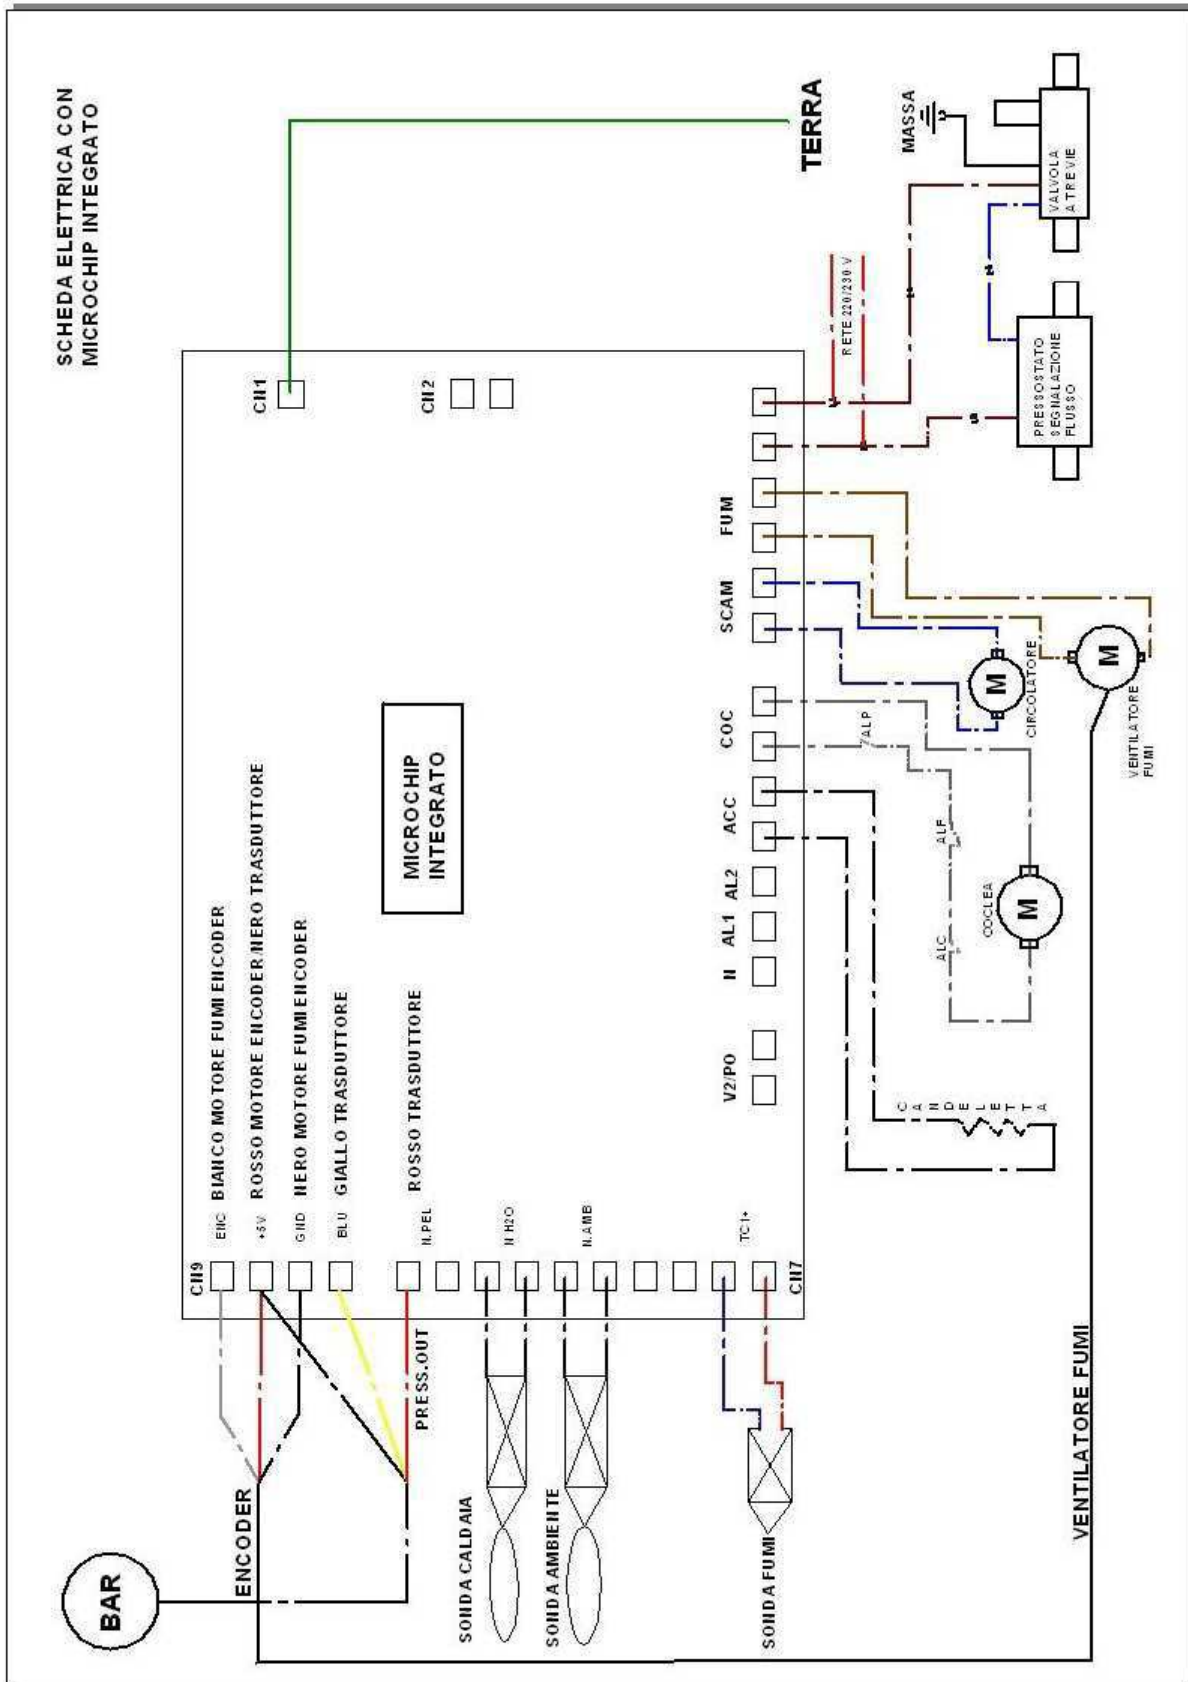 SCHEDA ELETTRICA CON
MICROCHIP INTEGRATO
BAR
ENCODER
CN9
ENC
BIANCO MOTORE FUMI ENCODER
+5V
ROSSO MOTORE ENCODER/NERO TRASDUTTORE
GND
NERO MOTORE FUMI ENCODER
BLU
GIALLO TRASDUTTORE
N.PEL
ROSSO TRASDUTTORE
PRESS.OUT
N H2O
N.AMB
TC1+
CN7
SONDA CALDAIA
SONDA AMBIENTE
SONDA FUMI
MICROCHIP
INTEGRATO
CN1
CN2
TERRA
V2/PO
N
AL1
AL2
ACC
COC
SCAM
FUM
RETE 220/230 V
MASSA
VALVOLA
A TRE VIE
PRESSOSTATO
SEGNALAZIONE
FLUSSO
CANDELETTA
ALC
ALF
ALP
COCLEA
M
M
CIRCOLATORE
M
VENTILATORE
FUMI
VENTILATORE FUMI